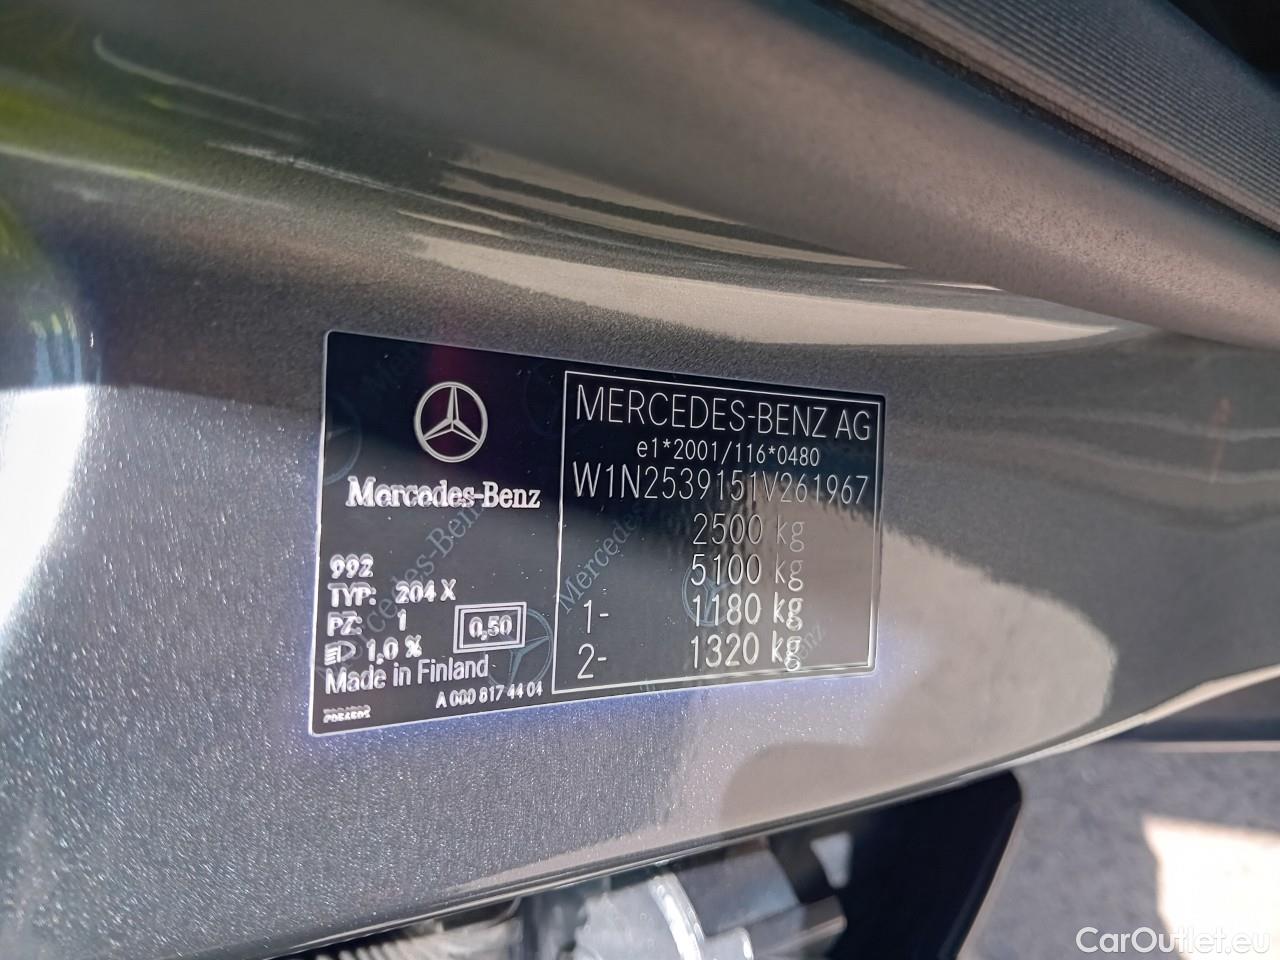 Mercedes-Benz
992
TYP: 204 X
PZ: 1
0,50
1,0 %
Made in Finland
A 000 817 44 04
MERCEDES-BENZ AG
e1*2001/116*0480
W1N2539151V261967
2500 kg
5100 kg
1- 1180 kg
2- 1320 kg
CarOutlet.eu